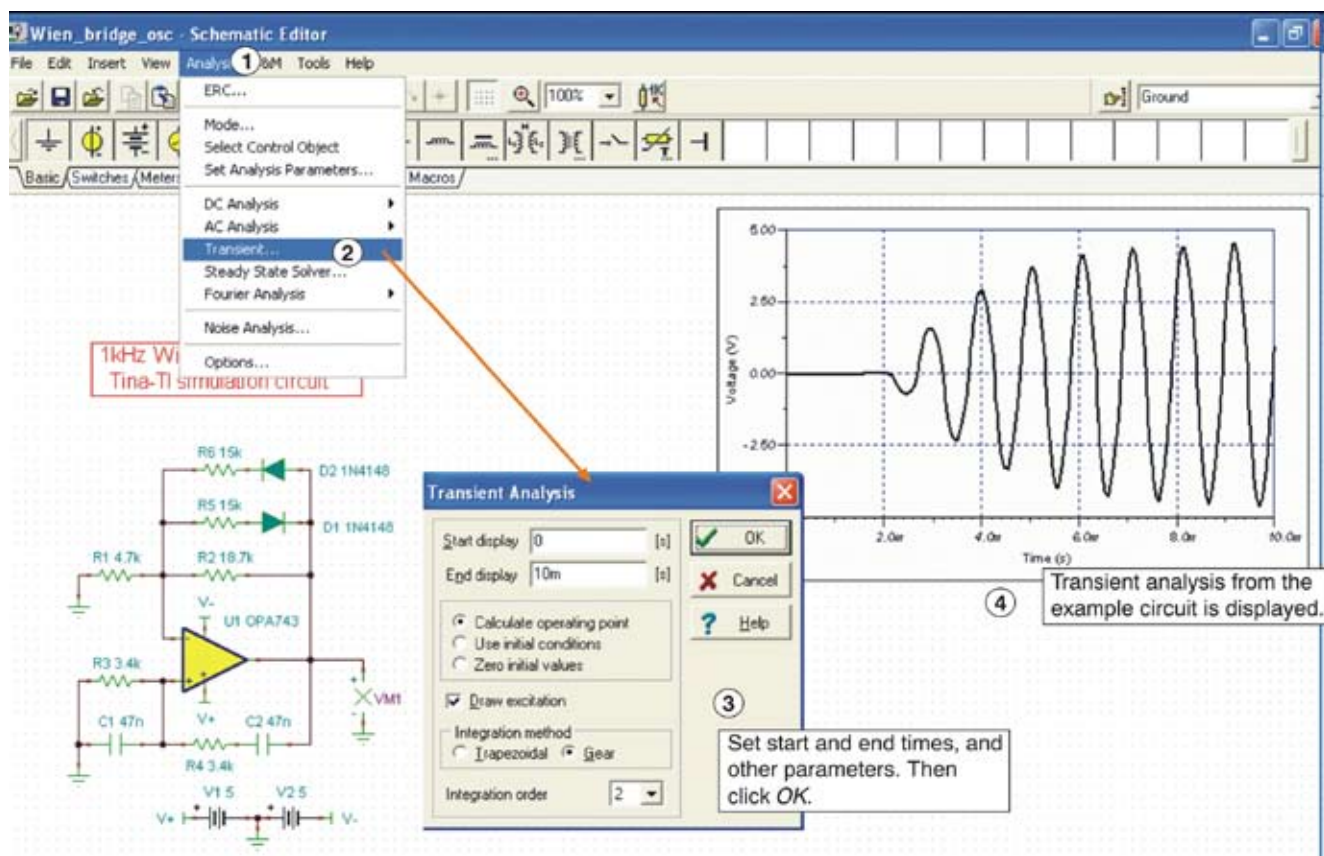 Wien_bridge_osc - Schematic Editor
File Edit Insert View Analysis 1 T&M Tools Help
100%
Ground
Basic Switches Meters
Macros
ERC...
Mode...
Select Control Object
Set Analysis Parameters...
DC Analysis
AC Analysis
Transient... 2
Steady State Solver...
Fourier Analysis
Noise Analysis...
Options...
1kHz Wi
Tina-TI simulation circuit
R6 15k
D2 1N4148
R5 15k
D1 1N4148
R1 4.7k
R2 18.7k
V-
U1 OPA743
R3 3.4k
VM1
C1 47n
V+
C2 47n
R4 3.4k
V1 5
V2 5
V+
V-
Transient Analysis
Start display 0 [s]
End display 10m [s]
Calculate operating point
Use initial conditions
Zero initial values
Draw excitation
Integration method
Trapezoidal Gear
Integration order 2
OK
Cancel
Help
3
Set start and end times, and
other parameters. Then
click OK.
5.00
2.50
0.00
-2.50
Voltage (V)
2.0m
4.0m
6.0m
8.0m
10.0m
Time (s)
4
Transient analysis from the
example circuit is displayed.